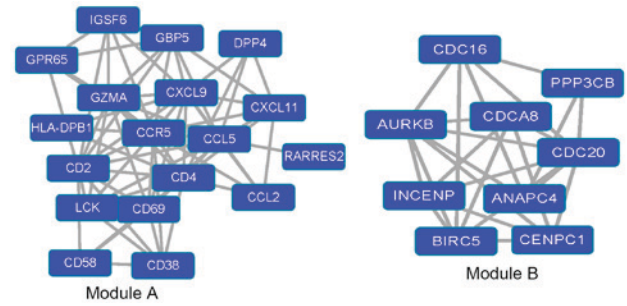 IGSF6
GBP5
DPP4
GPR65
GZMA
CXCL9
CXCL11
HLA-DPB1
CCR5
CCL5
RARRES2
CD2
CD4
CCL2
LCK
CD69
CD58
CD38
Module A
CDC16
PPP3CB
AURKB
CDCA8
CDC20
INCENP
ANAPC4
BIRC5
CENPC1
Module B